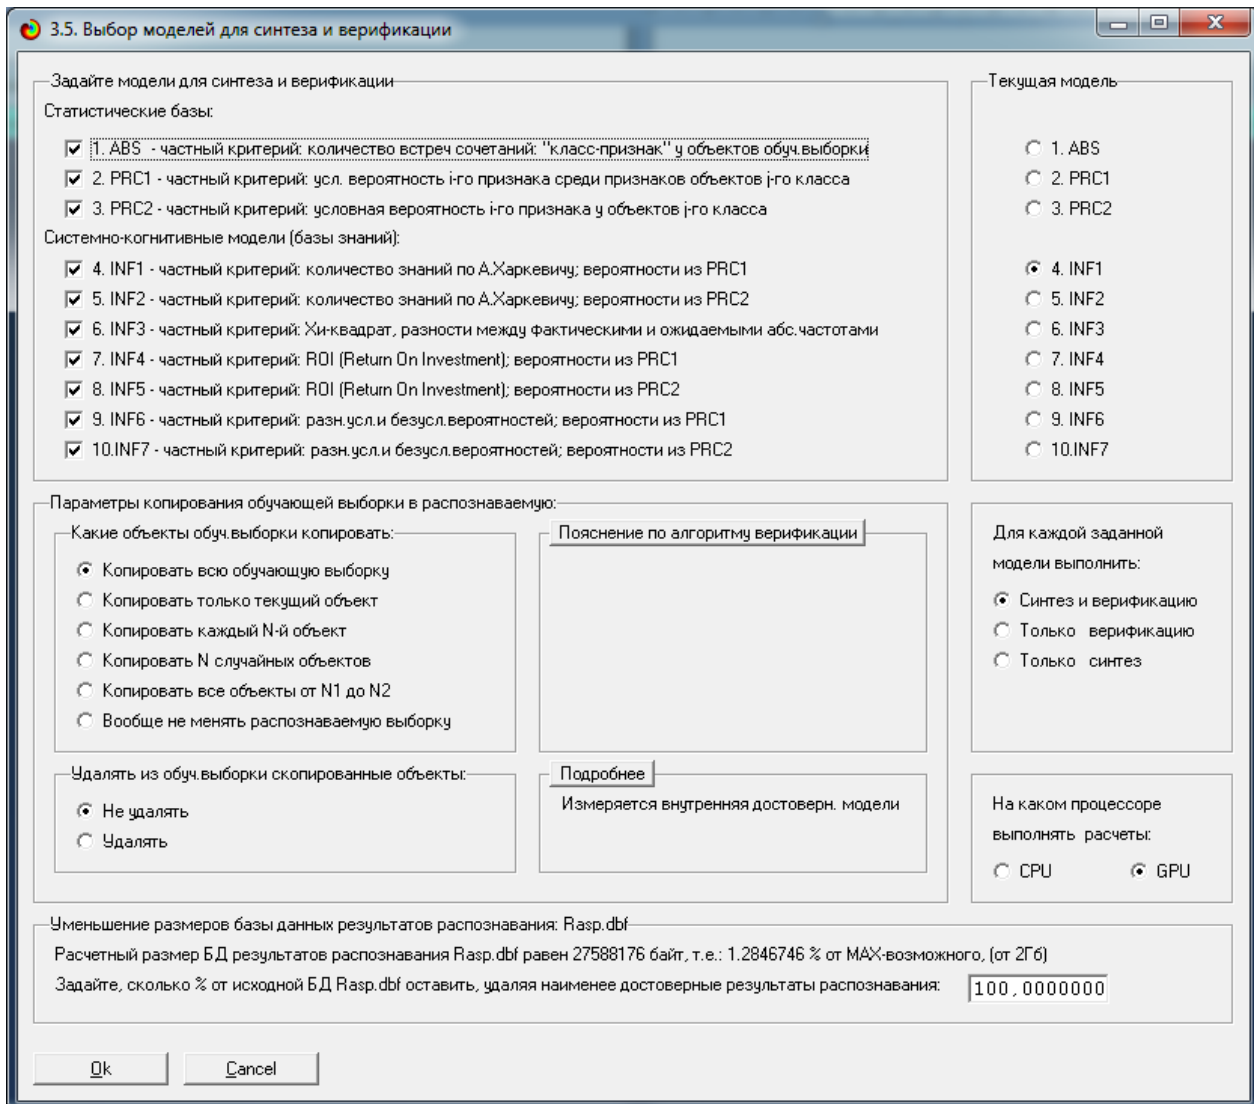 3.5. Выбор моделей для синтеза и верификации
Задайте модели для синтеза и верификации
Статистические базы:
1. ABS - частный критерий: количество встреч сочетаний: "класс-признак" у объектов обуч.выборки
2. PRC1 - частный критерий: усл. вероятность i-го признака среди признаков объектов j-го класса
3. PRC2 - частный критерий: условная вероятность i-го признака у объектов j-го класса
Системно-когнитивные модели (базы знаний):
4. INF1 - частный критерий: количество знаний по А.Харкевичу; вероятности из PRC1
5. INF2 - частный критерий: количество знаний по А.Харкевичу; вероятности из PRC2
6. INF3 - частный критерий: Хи-квадрат, разности между фактическими и ожидаемыми абс.частотами
7. INF4 - частный критерий: ROI (Return On Investment); вероятности из PRC1
8. INF5 - частный критерий: ROI (Return On Investment); вероятности из PRC2
9. INF6 - частный критерий: разн.усл.и безусл.вероятностей; вероятности из PRC1
10.INF7 - частный критерий: разн.усл.и безусл.вероятностей; вероятности из PRC2
Текущая модель
1. ABS
2. PRC1
3. PRC2
4. INF1
5. INF2
6. INF3
7. INF4
8. INF5
9. INF6
10.INF7
Параметры копирования обучающей выборки в распознаваемую:
Какие объекты обуч.выборки копировать:
Копировать всю обучающую выборку
Копировать только текущий объект
Копировать каждый N-й объект
Копировать N случайных объектов
Копировать все объекты от N1 до N2
Вообще не менять распознаваемую выборку
Пояснение по алгоритму верификации
Для каждой заданной
модели выполнить:
Синтез и верификацию
Только верификацию
Только синтез
Удалять из обуч.выборки скопированные объекты:
Не удалять
Удалять
Подробнее
Измеряется внутренняя достоверн. модели
На каком процессоре
выполнять расчеты:
CPU GPU
Уменьшение размеров базы данных результатов распознавания: Rasp.dbf
Расчетный размер БД результатов распознавания Rasp.dbf равен 27588176 байт, т.е.: 1.2846746 % от MAX-возможного, (от 2Гб)
Задайте, сколько % от исходной БД Rasp.dbf оставить, удаляя наименее достоверные результаты распознавания: 100,0000000
Ok Cancel